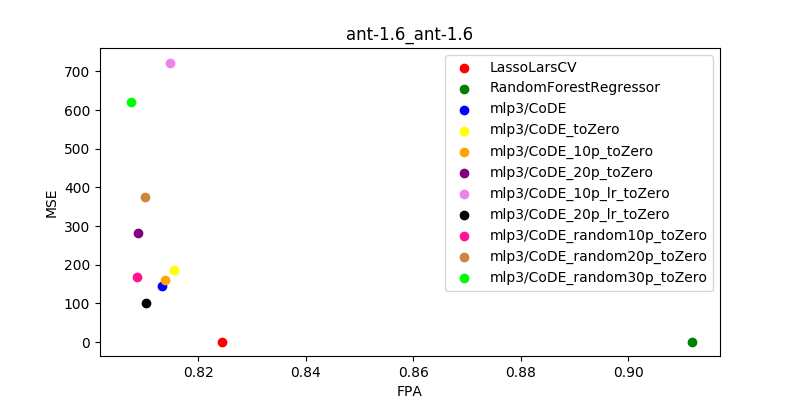 ant-1.6_ant-1.6
700
600
500
400
300
200
100
0
MSE
0.82
0.84
0.86
0.88
0.90
FPA
LassoLarsCV
RandomForestRegressor
mlp3/CoDE
mlp3/CoDE_toZero
mlp3/CoDE_10p_toZero
mlp3/CoDE_20p_toZero
mlp3/CoDE_10p_lr_toZero
mlp3/CoDE_20p_lr_toZero
mlp3/CoDE_random10p_toZero
mlp3/CoDE_random20p_toZero
mlp3/CoDE_random30p_toZero